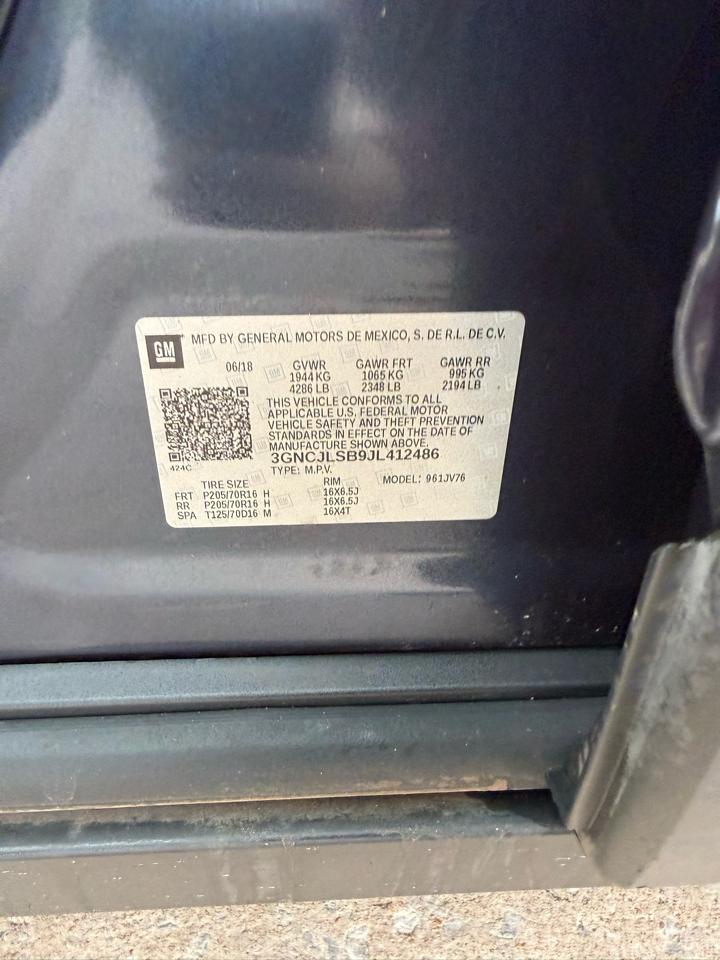 GM
MFD BY GENERAL MOTORS DE MEXICO, S. DE R.L. DE C.V.
06/18 GVWR GAWR FRT GAWR RR
1944 KG 1065 KG 995 KG
4286 LB 2348 LB 2194 LB
THIS VEHICLE CONFORMS TO ALL
APPLICABLE U.S. FEDERAL MOTOR
VEHICLE SAFETY AND THEFT PREVENTION
STANDARDS IN EFFECT ON THE DATE OF
MANUFACTURE SHOWN ABOVE.
3GNCJLSB9JL412486
424C
TYPE: M.P.V. MODEL: 961JV76
TIRE SIZE RIM
FRT P205/70R16 H 16X6.5J
RR P205/70R16 H 16X6.5J
SPA T125/70D16 M 16X4T